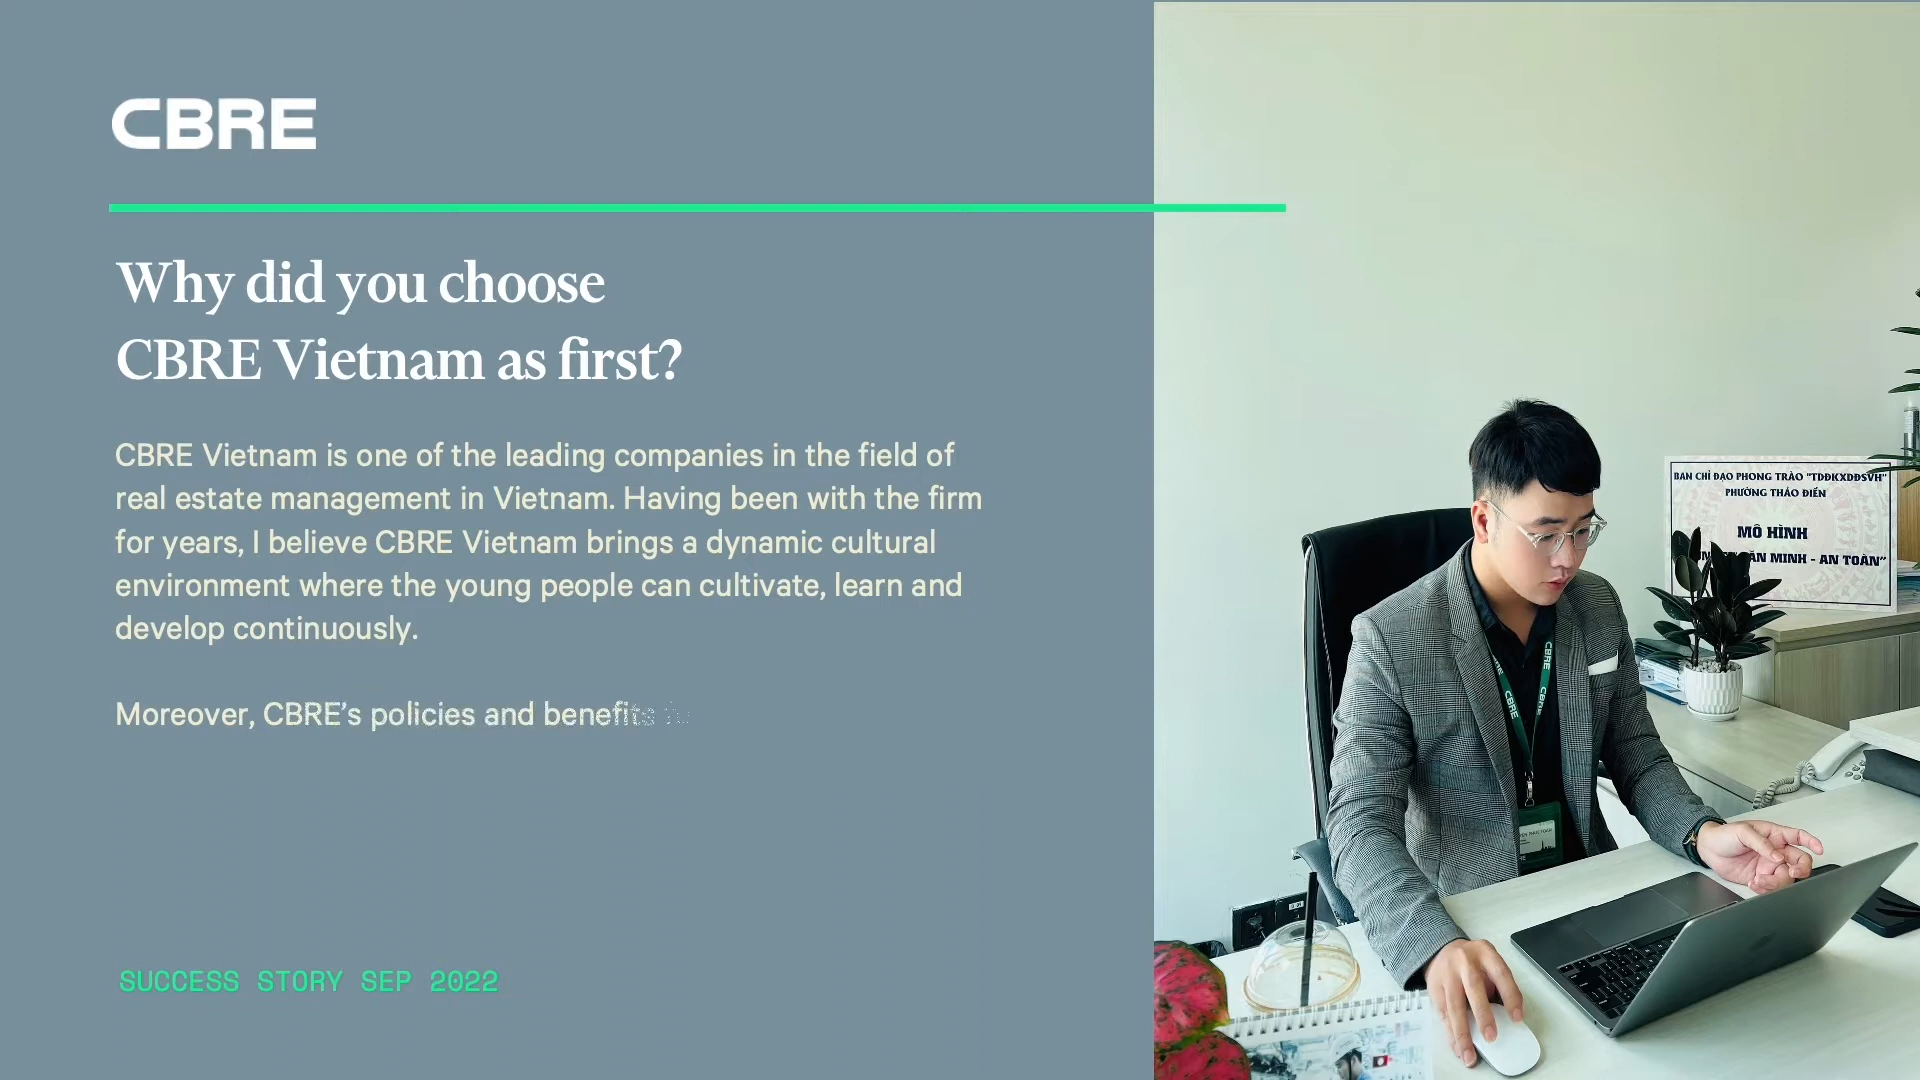 CBRE
Why did you choose
CBRE Vietnam as first?
CBRE Vietnam is one of the leading companies in the field of
real estate management in Vietnam. Having been with the firm
for years, I believe CBRE Vietnam brings a dynamic cultural
environment where the young people can cultivate, learn and
develop continuously.
Moreover, CBRE’s policies and benefits
SUCCESS STORY SEP 2022
BAN CHỈ ĐẠO PHONG TRÀO "TDĐKXDĐSVH"
PHƯỜNG THẢO ĐIỀN
MÔ HÌNH
MINH - AN TOÀN”
CBRE
CBRE
CBRE